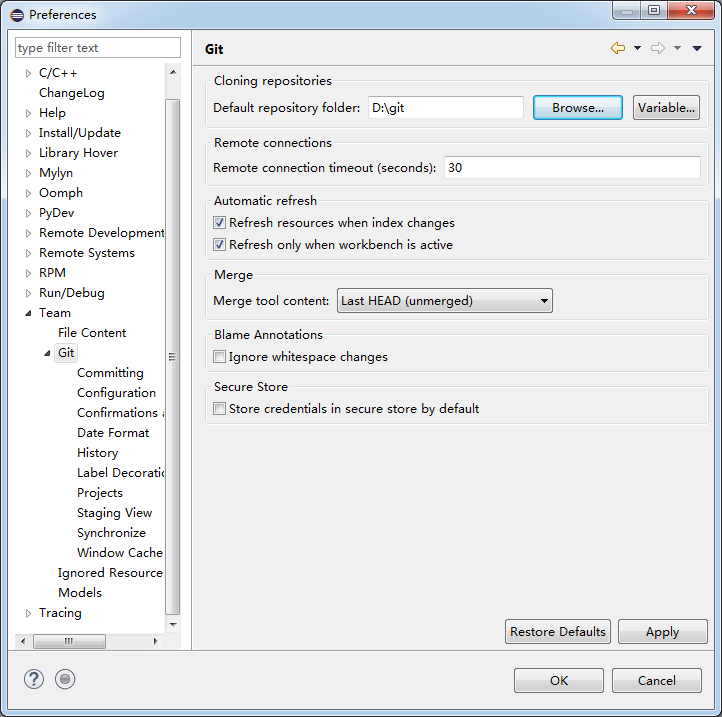 Preferences
type filter text
C/C++
ChangeLog
Help
Install/Update
Library Hover
Mylyn
Oomph
PyDev
Remote Development
Remote Systems
RPM
Run/Debug
Team
File Content
Git
Committing
Configuration
Confirmations
Date Format
History
Label Decoratic
Projects
Staging View
Synchronize
Window Cache
Ignored Resource
Models
Tracing
Git
Cloning repositories
Default repository folder: D:\git Browse... Variable...
Remote connections
Remote connection timeout (seconds): 30
Automatic refresh
Refresh resources when index changes
Refresh only when workbench is active
Merge
Merge tool content: Last HEAD (unmerged)
Blame Annotations
Ignore whitespace changes
Secure Store
Store credentials in secure store by default
Restore Defaults Apply
? OK Cancel